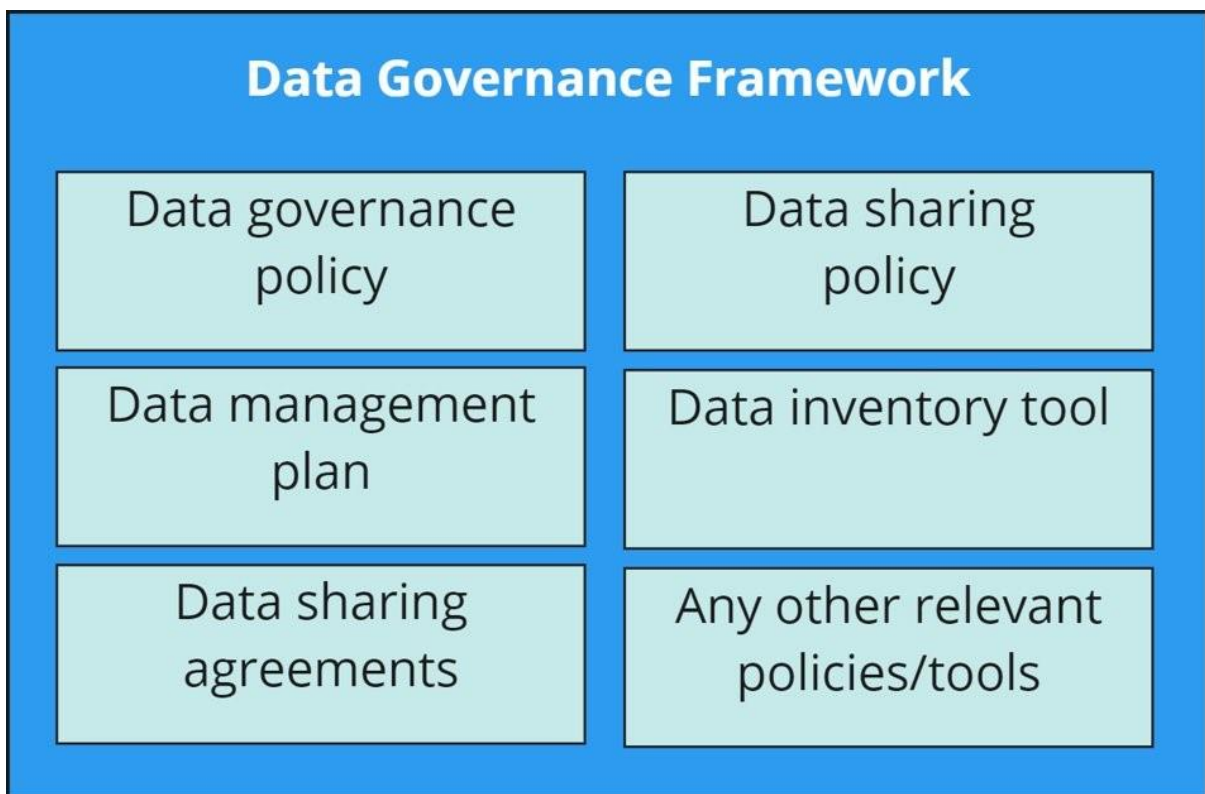 Data Governance Framework
Data governance
policy
Data sharing
policy
Data management
plan
Data inventory tool
Data sharing
agreements
Any other relevant
policies/tools